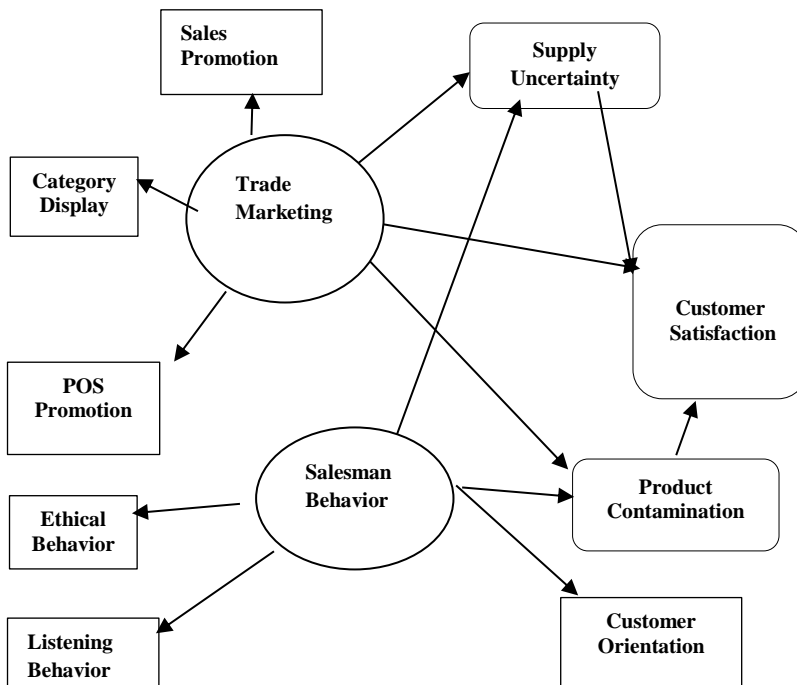 Sales
Promotion
Supply
Uncertainty
Category
Display
Trade
Marketing
Customer
Satisfaction
POS
Promotion
Salesman
Behavior
Product
Contamination
Ethical
Behavior
Listening
Behavior
Customer
Orientation